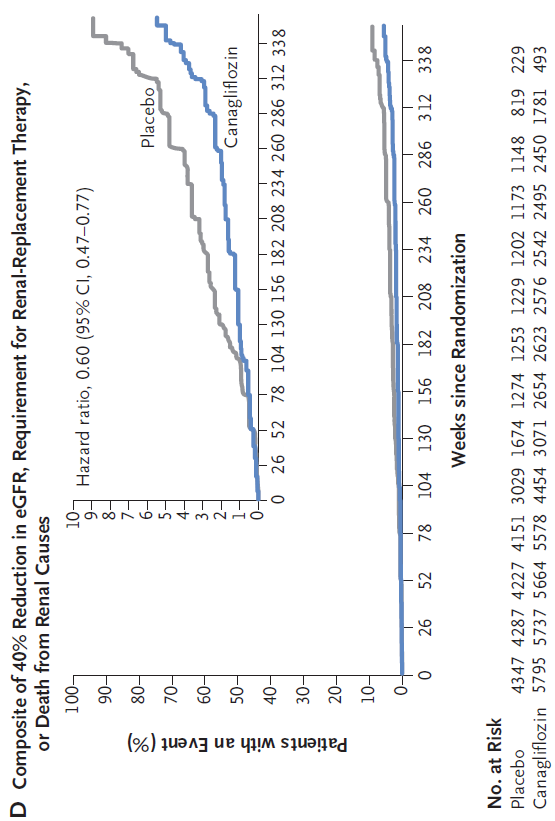 D Composite of 40% Reduction in eGFR, Requirement for Renal-Replacement Therapy,
or Death from Renal Causes
Patients with an Event (%)
100
90
80
70
60
50
40
30
20
10
0
10
9
8
7
6
5
4
3
2
1
0
Hazard ratio, 0.60 (95% CI, 0.47–0.77)
Placebo
Canagliflozin
0 26 52 78 104 130 156 182 208 234 260 286 312 338
0 26 52 78 104 130 156 182 208 234 260 286 312 338
Weeks since Randomization
No. at Risk
Placebo 4347 4287 4227 4151 3029 1674 1274 1253 1229 1202 1173 1148 819 229
Canagliflozin 5795 5737 5664 5578 4454 3071 2654 2623 2576 2542 2495 2450 1781 493